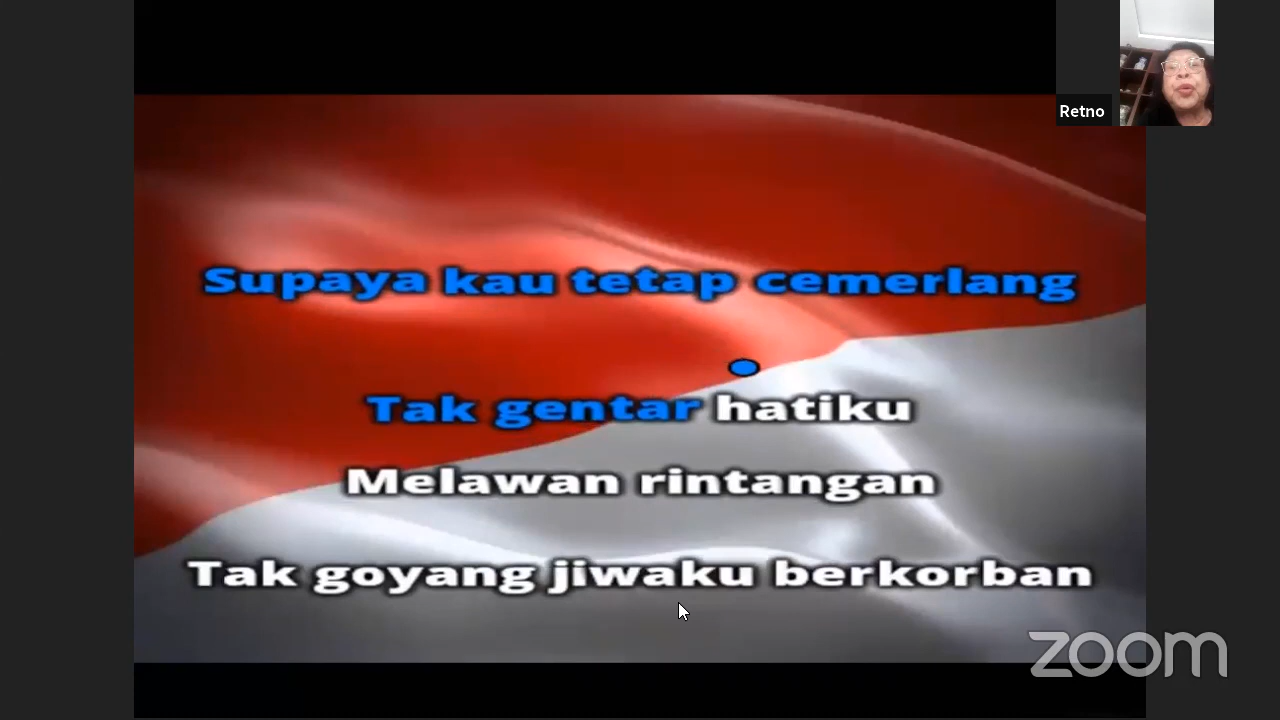 Retno
Supaya kau tetap cemerlang
Tak gentar hatiku
Melawan rintangan
Tak goyang jiwaku berkorban
zoom